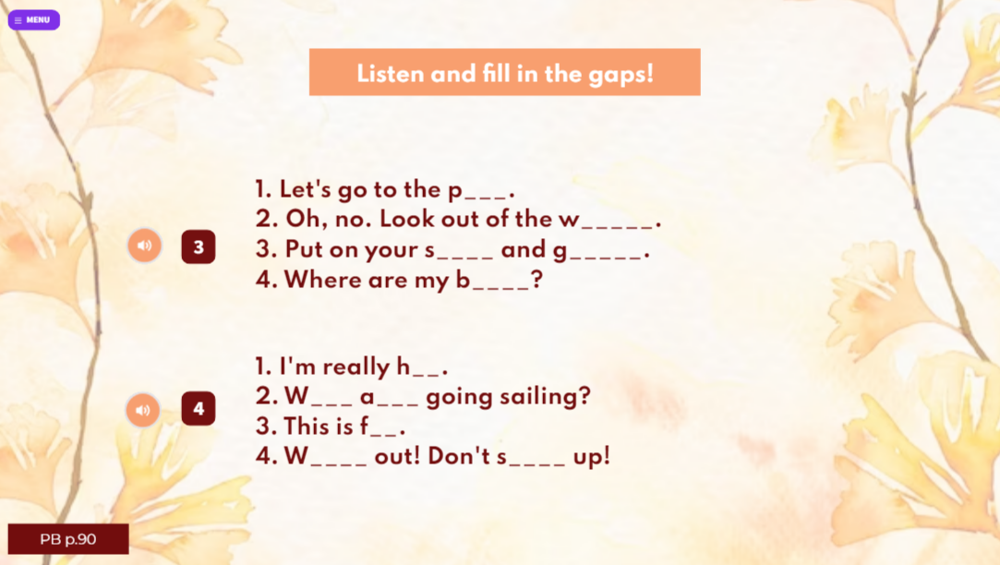 MENU
Listen and fill in the gaps!
1. Let's go to the p___.
2. Oh, no. Look out of the w_____.
3
3. Put on your s____ and g_____.
4. Where are my b____?
1. I'm really h__.
2. W___ a___ going sailing?
4
3. This is f__.
4. W____ out! Don't s____ up!
PB p.90